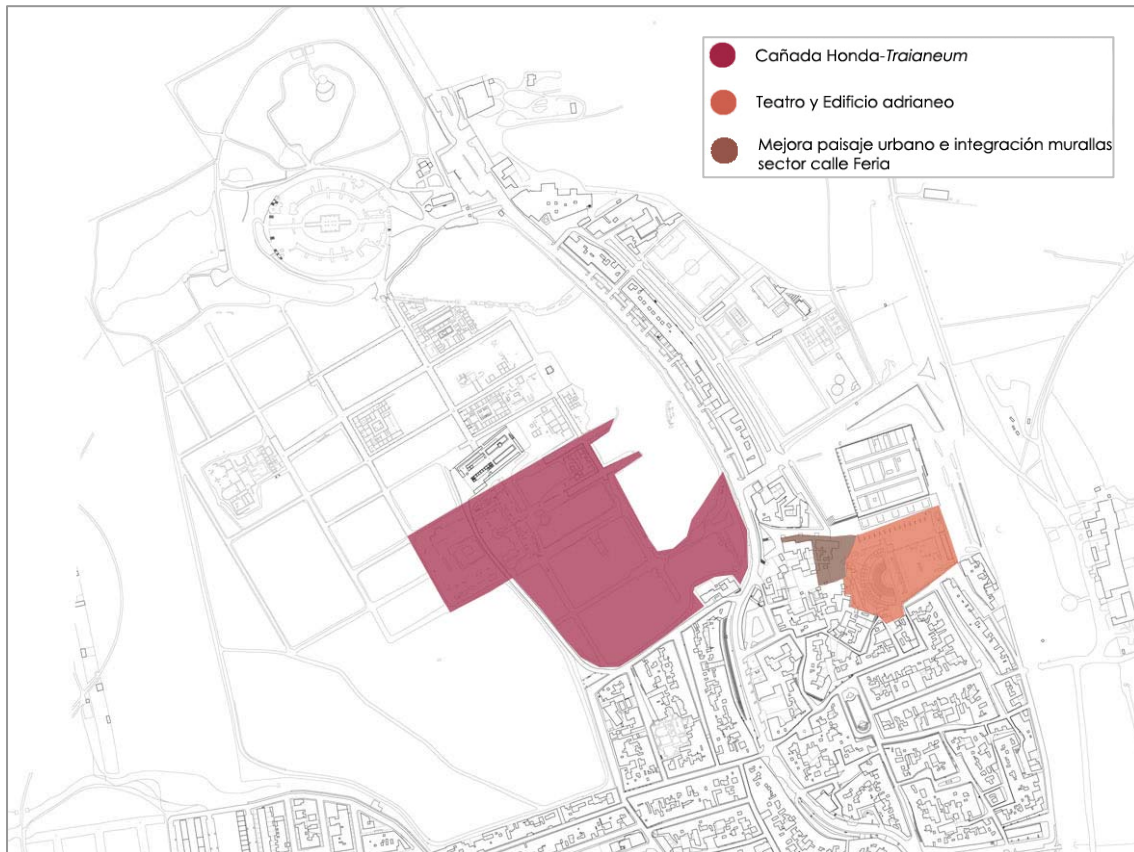 Cañada Honda-Traianeum
Teatro y Edificio adrianeo
Mejora paisaje urbano e integración murallas
sector calle Feria